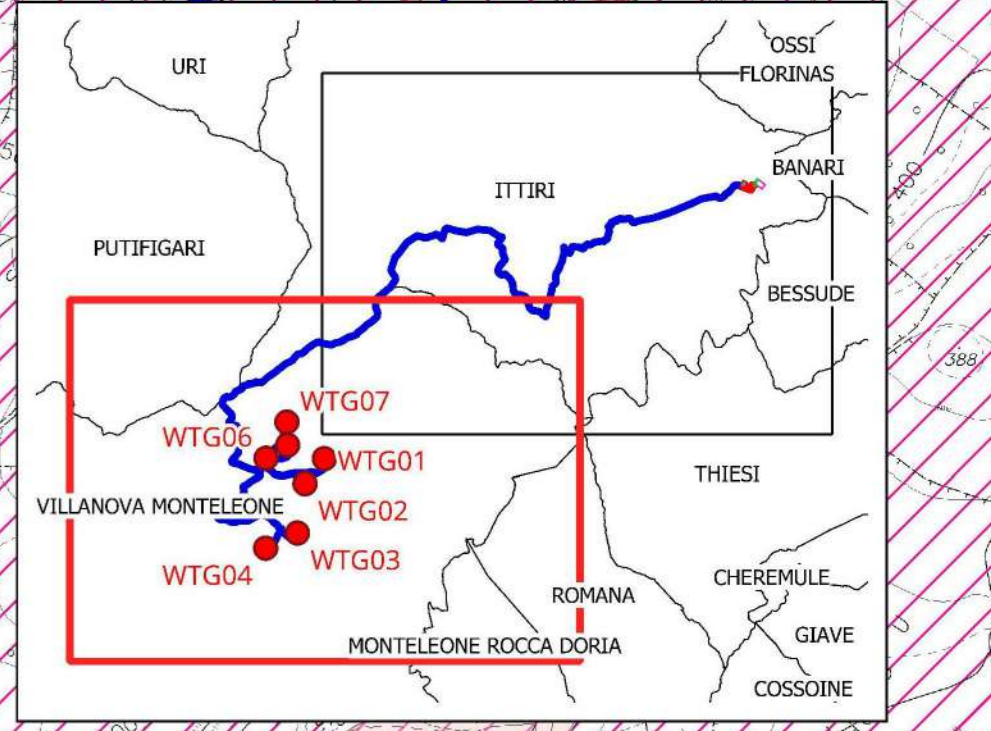 OSSI
URI
FLORINAS
BANARI
400
ITTIRI
PUTIFIGARI
BESSUDE
388
WTG07
WTG06
WTG01
THIESI
VILLANOVA MONTELEONE
WTG02
WTG03
WTG04
CHEREMULE
ROMANA
GIAVE
MONTELEONE ROCCA DORIA
COSSOINE